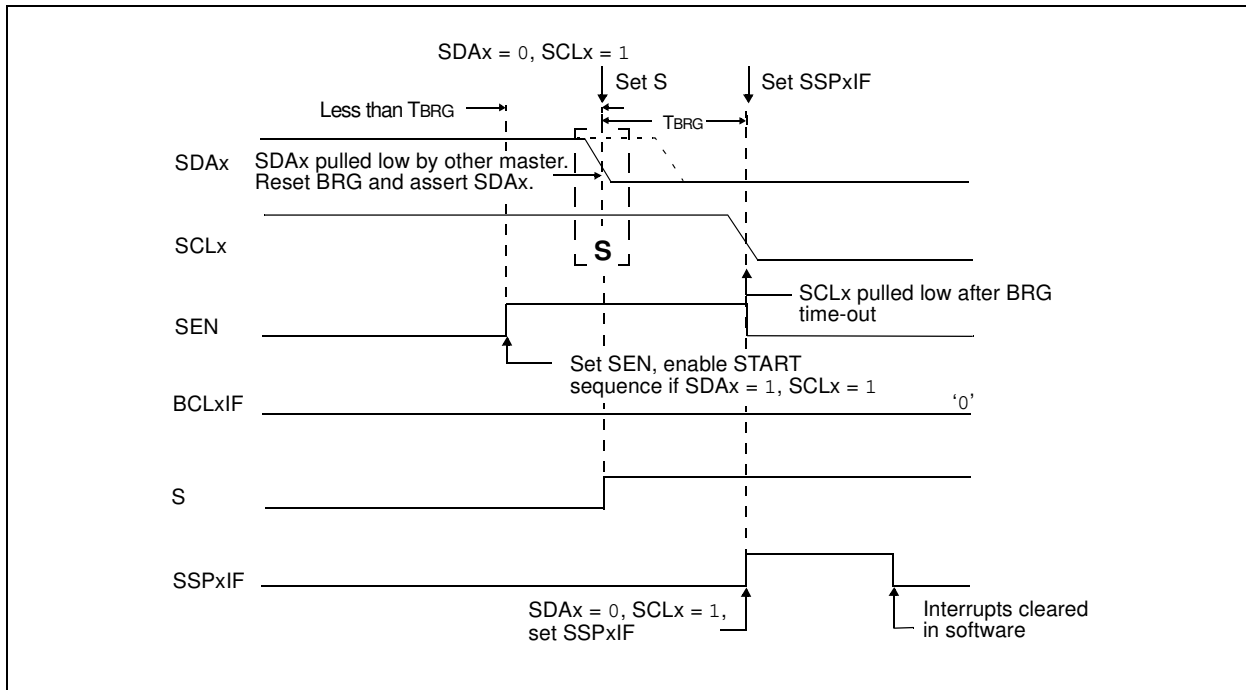 SDAx = 0, SCLx = 1
Set S
Set SSPxIF
Less than TBRG
TBRG
SDAx
SDAx pulled low by other master.
Reset BRG and assert SDAx.
SCLx
S
SCLx pulled low after BRG
time-out
SEN
Set SEN, enable START
sequence if SDAx = 1, SCLx = 1
BCLxIF
‘0’
S
SSPxIF
SDAx = 0, SCLx = 1,
set SSPxIF
Interrupts cleared
in software